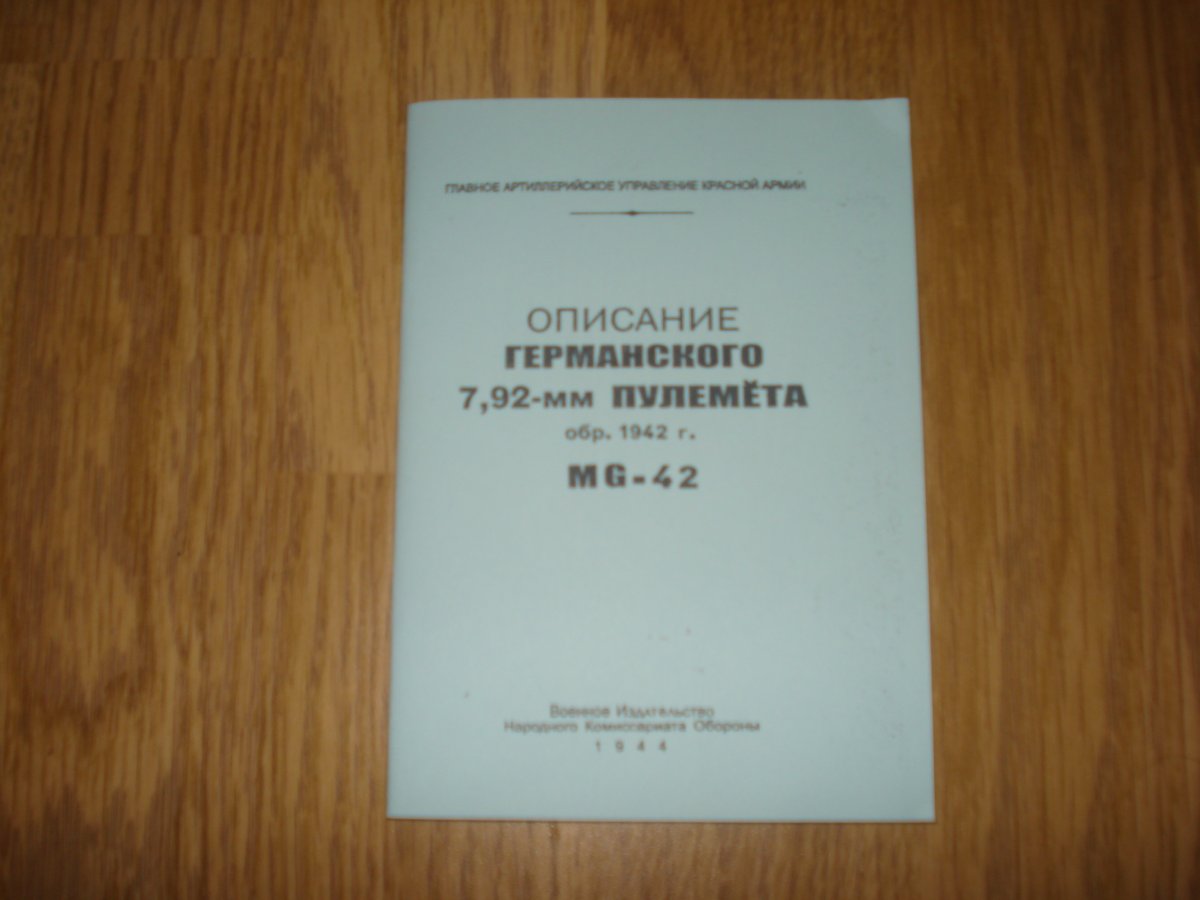 ГЛАВНОЕ АРТИЛЛЕРИЙСКОЕ УПРАВЛЕНИЕ КРАСНОЙ АРМИИ
ОПИСАНИЕ
ГЕРМАНСКОГО
7,92-мм ПУЛЕМЁТА
обр. 1942 г.
MG-42
Военное Издательство
Народного Комиссариата Обороны
1944